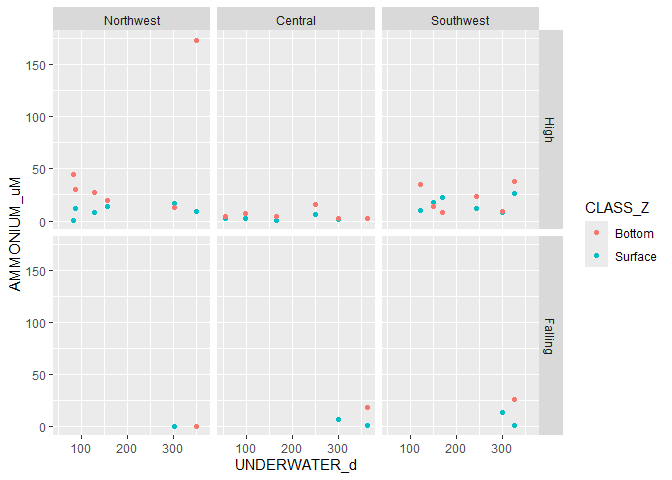 Northwest Central Southwest
150
100
50
0
High
AMMONIUM_uM
150
100
50
0
Falling
100 200 300 100 200 300 100 200 300
UNDERWATER_d
CLASS_Z
Bottom
Surface